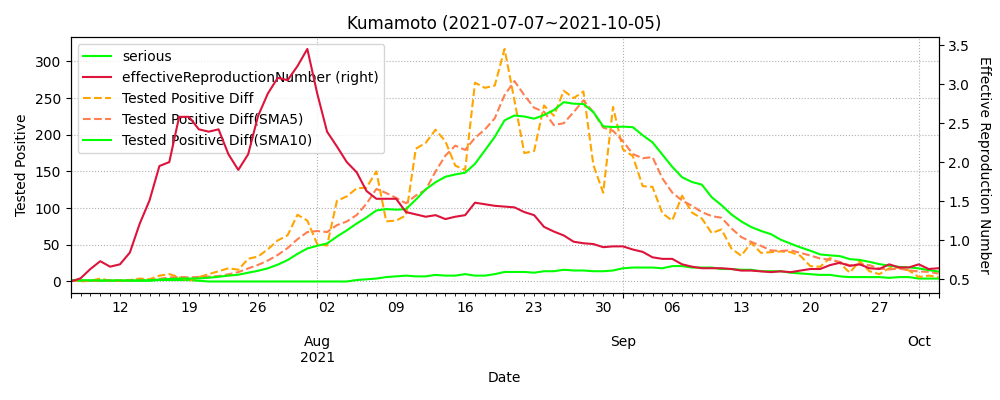 Kumamoto (2021-07-07~2021-10-05)
serious
effectiveReproductionNumber (right)
Tested Positive Diff
Tested Positive Diff(SMA5)
Tested Positive Diff(SMA10)
Tested Positive
300
250
200
150
100
50
0
3.5
3.0
2.5
2.0
1.5
1.0
0.5
Effective Reproduction Number
12 19 26 02 09 16 23 30 06 13 20 27
Aug Sep Oct
2021
Date